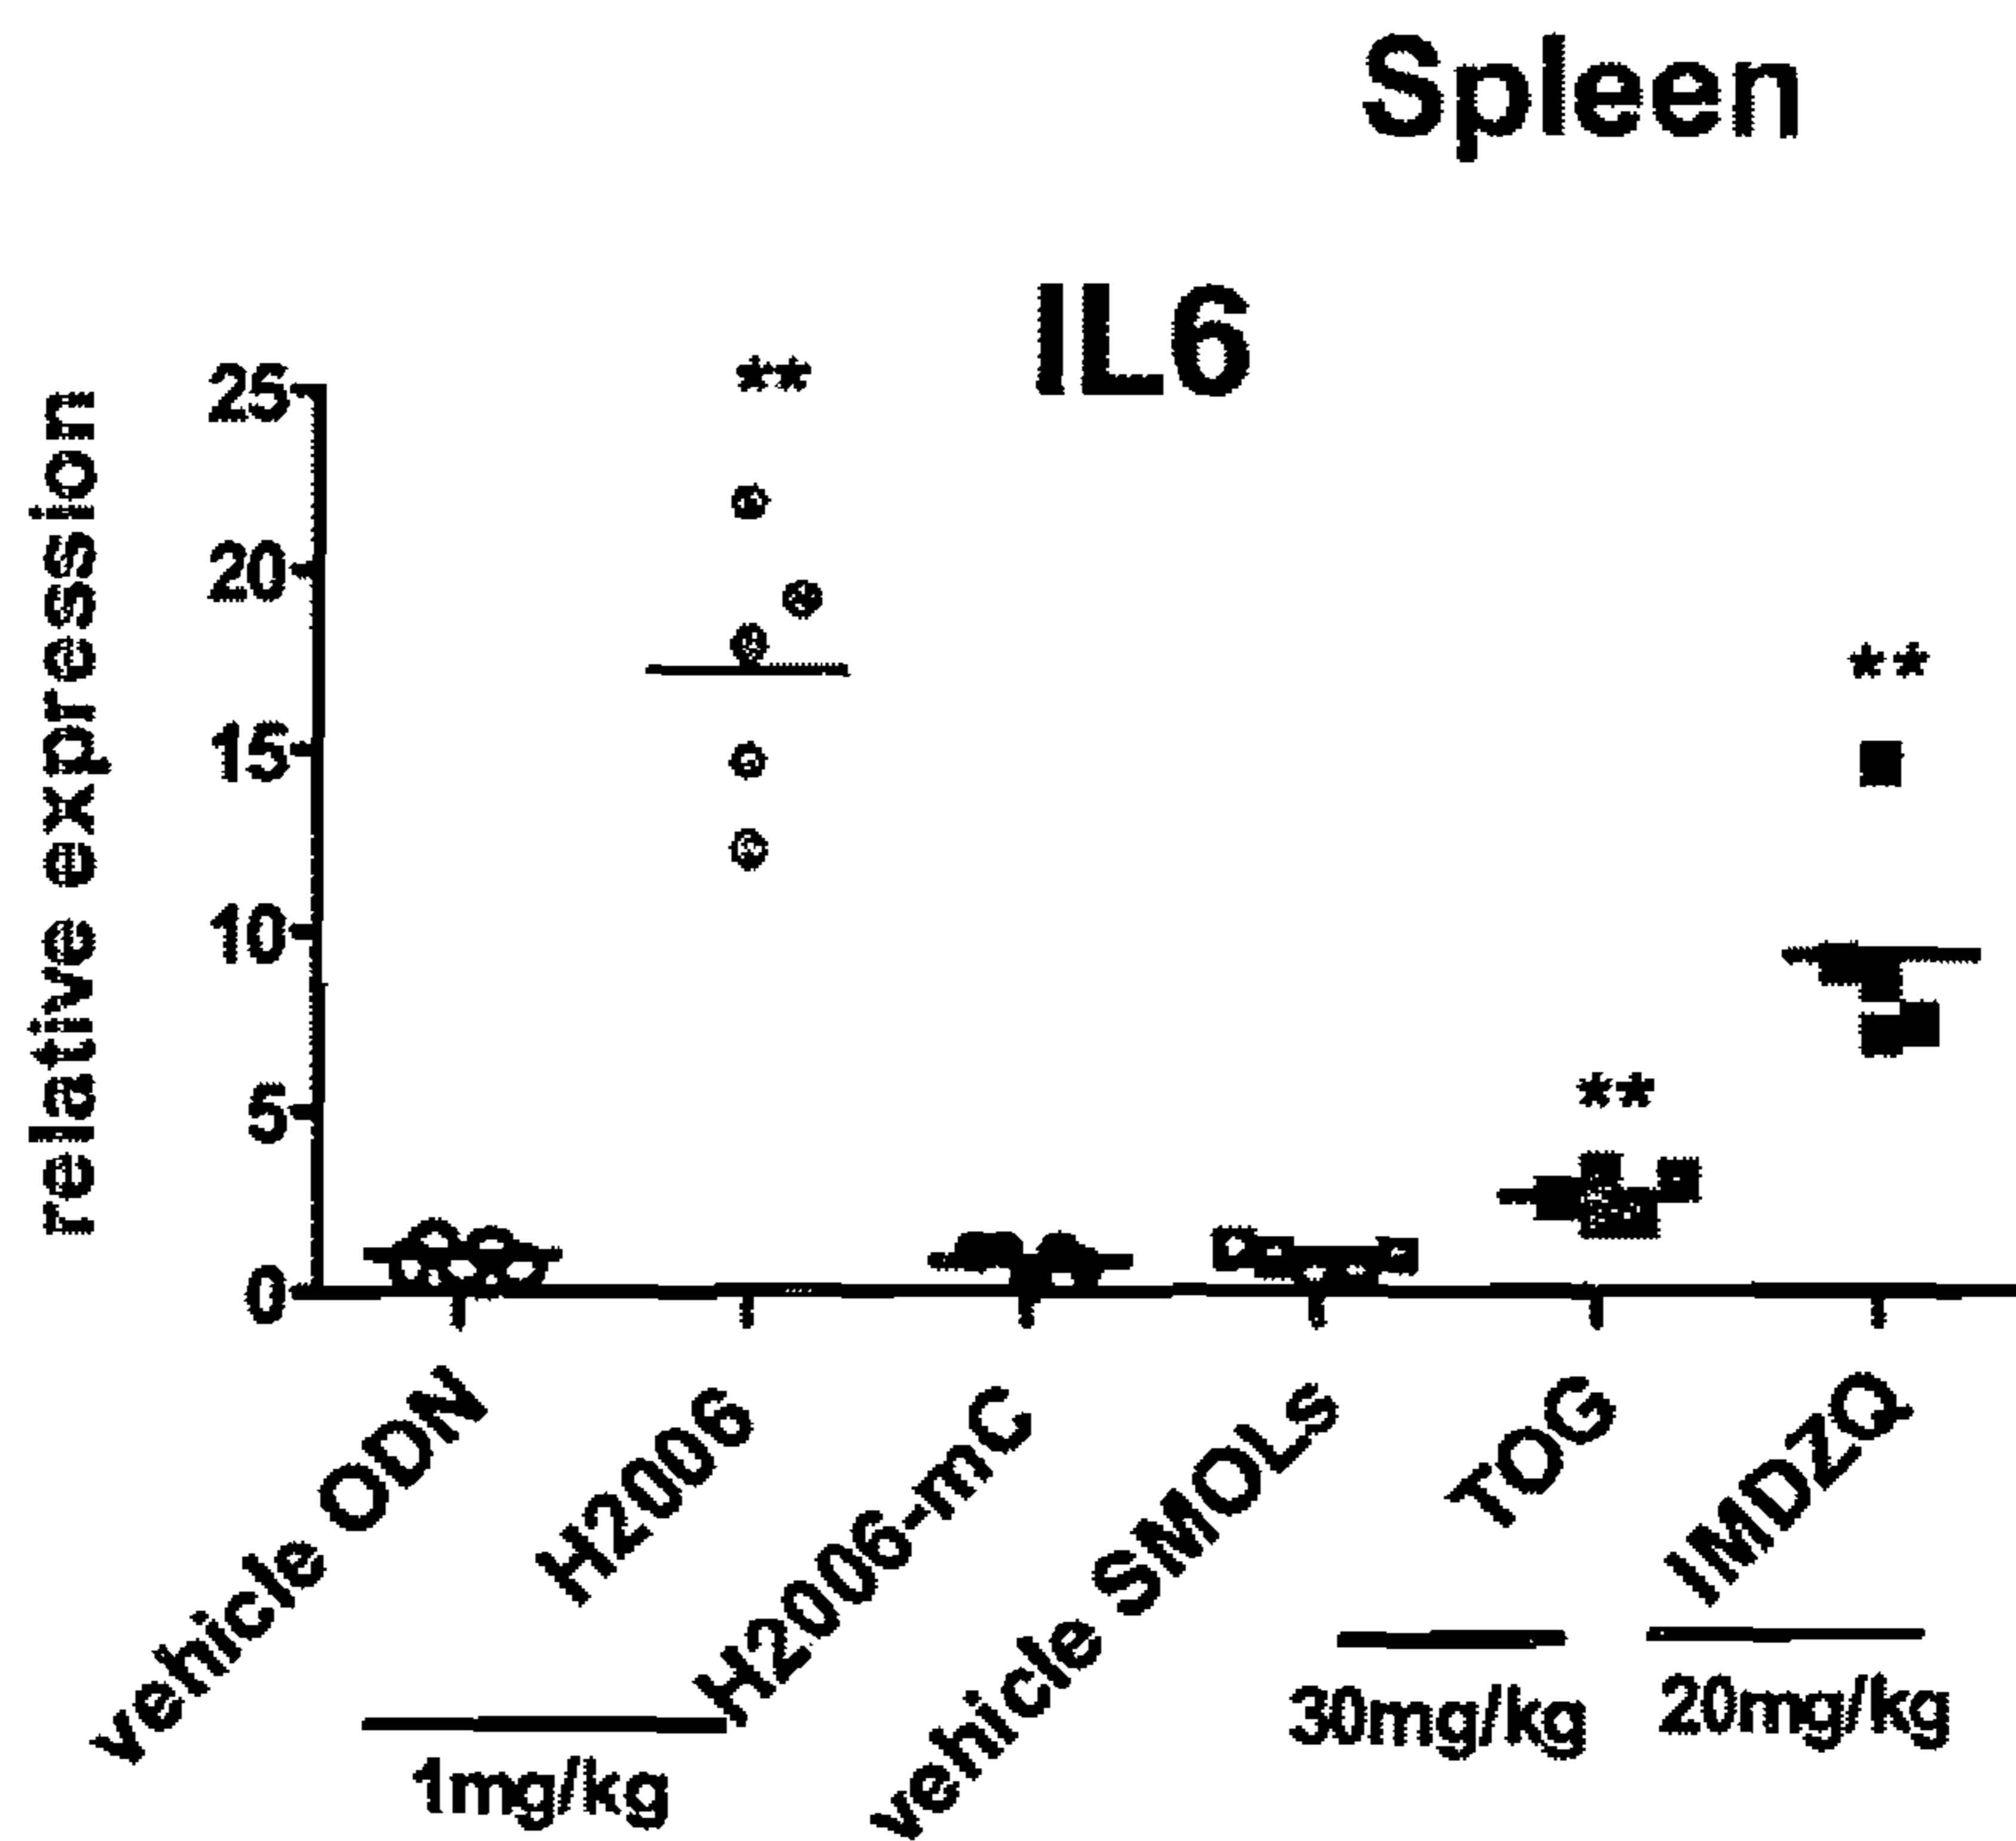 Spleen
IL6
relative expression
25
**
20
**
15
10
**
5
0
vehicle ODN
H2006
H2006-mC
vehicle SMOLs
TOG
IMDZQ
1mg/kg
30mg/kg
20mg/kg